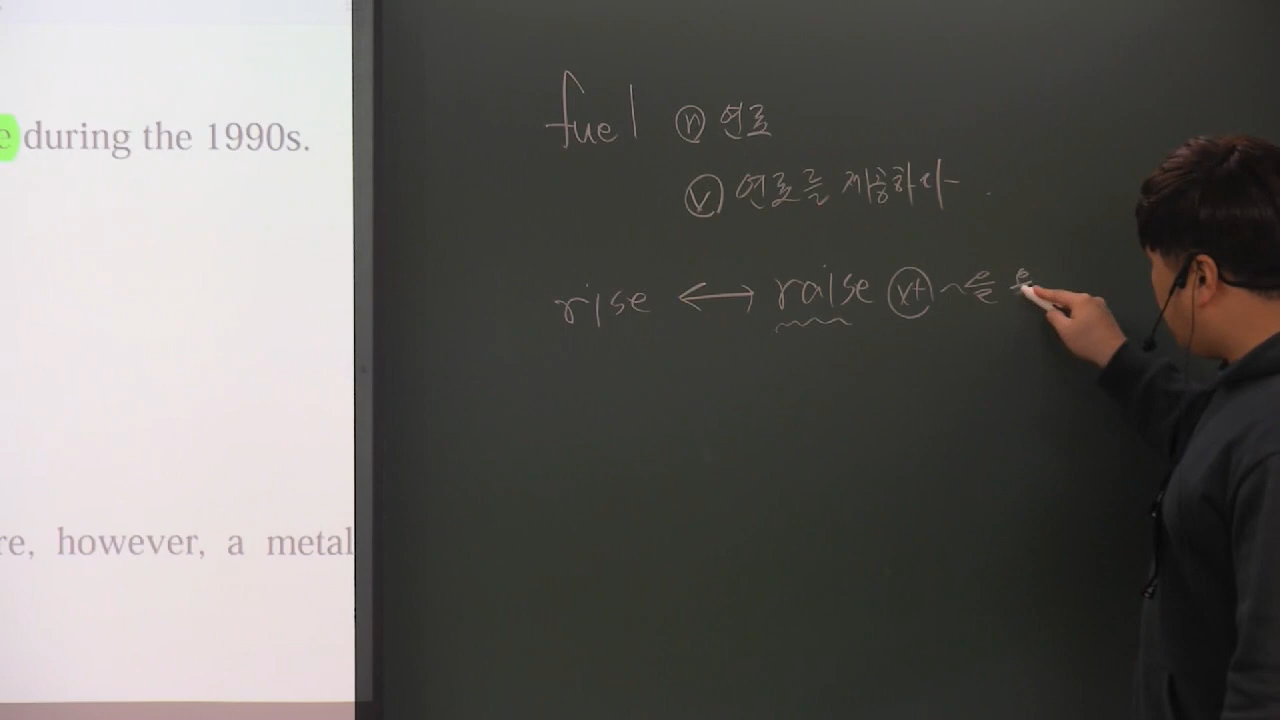 e during the 1990s.
re, however, a metal
fuel ⓝ 연료
ⓥ 연료를 제공하다
rise ↔ raise vt ~를